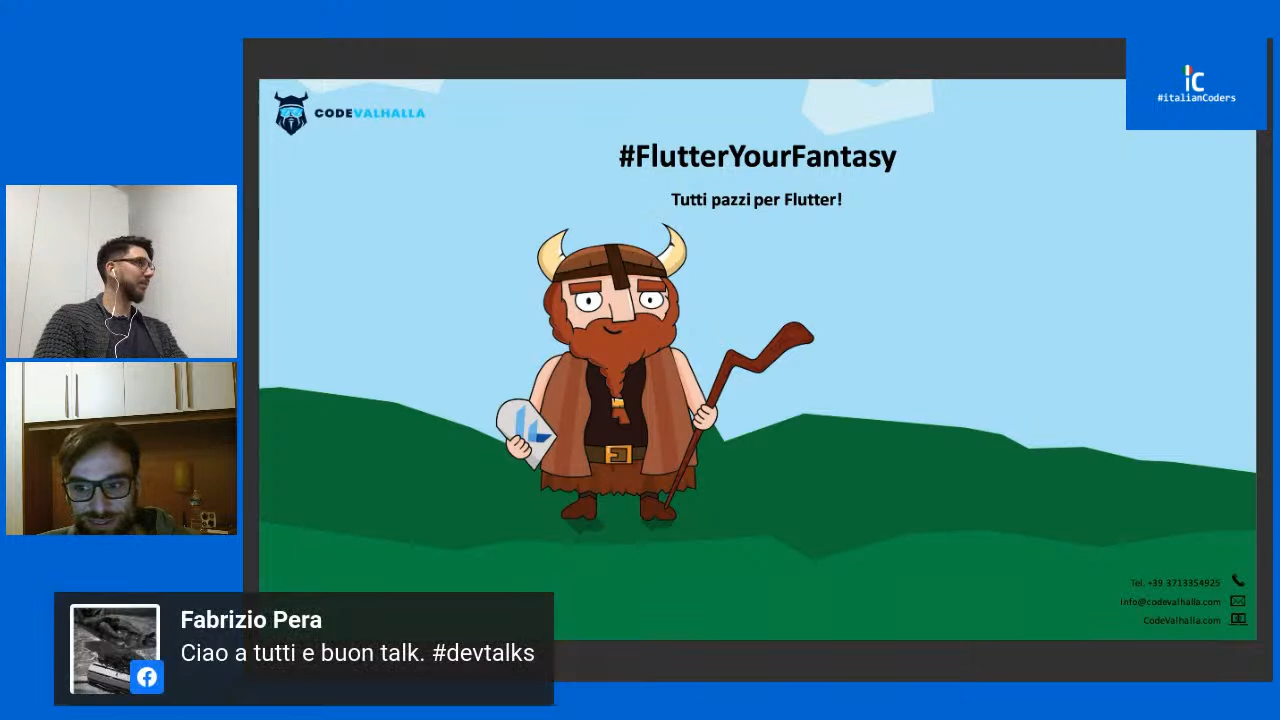 CODEVALHALLA
iC
#italianCoders
#FlutterYourFantasy
Tutti pazzi per Flutter!
Tel. +39 3713354925
Info@codevalhalla.com
CodeValhalla.com
Fabrizio Pera
Ciao a tutti e buon talk. #devtalks